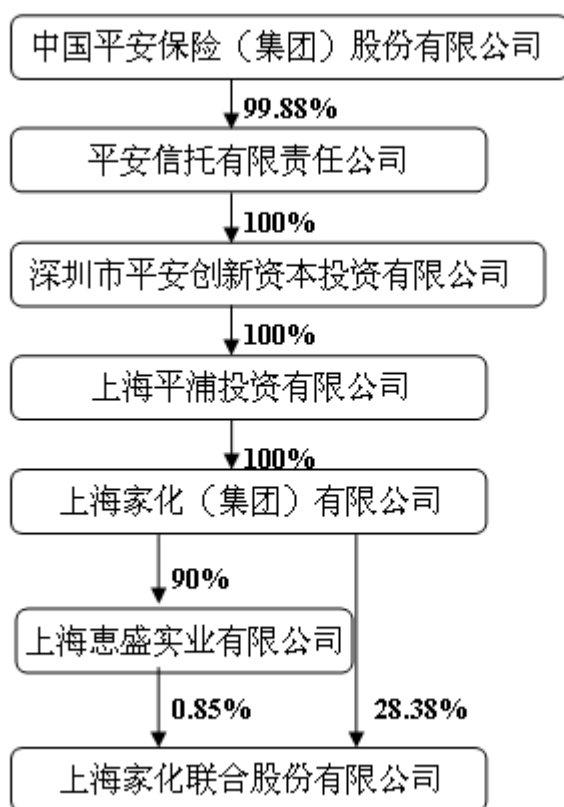 中国平安保险（集团）股份有限公司
99.88%
平安信托有限责任公司
100%
深圳市平安创新资本投资有限公司
100%
上海平浦投资有限公司
100%
上海家化（集团）有限公司
90%
上海惠盛实业有限公司
0.85%
28.38%
上海家化联合股份有限公司